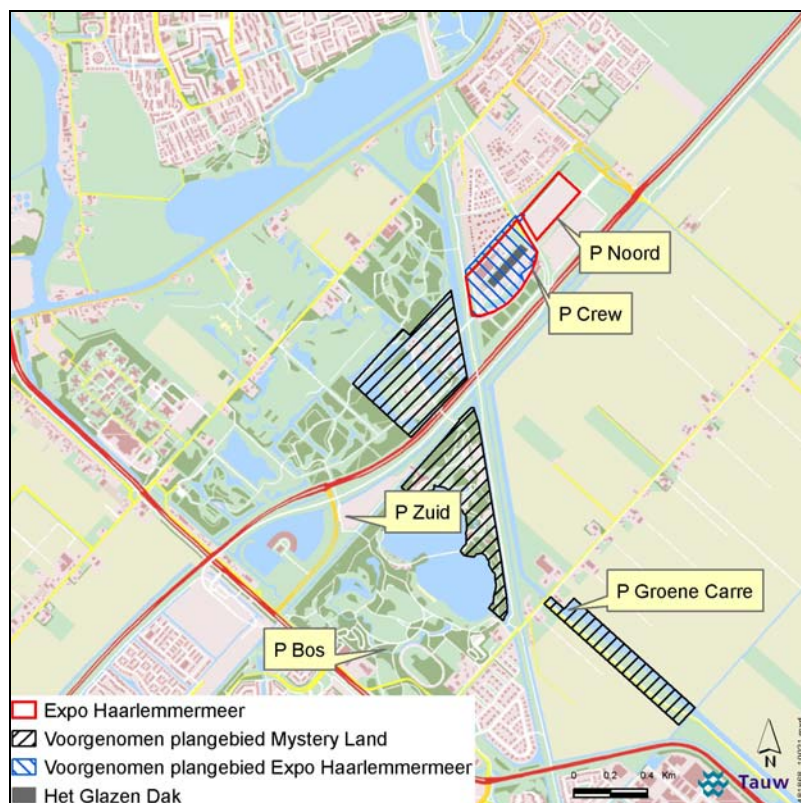 P Noord
P Crew
P Zuid
P Groene Carre
P Bos
Expo Haarlemmermeer
Voorgenomen plangebied Mystery Land
Voorgenomen plangebied Expo Haarlemmermeer
Het Glazen Dak
0 0.2 0.4 Km
N
Tauw